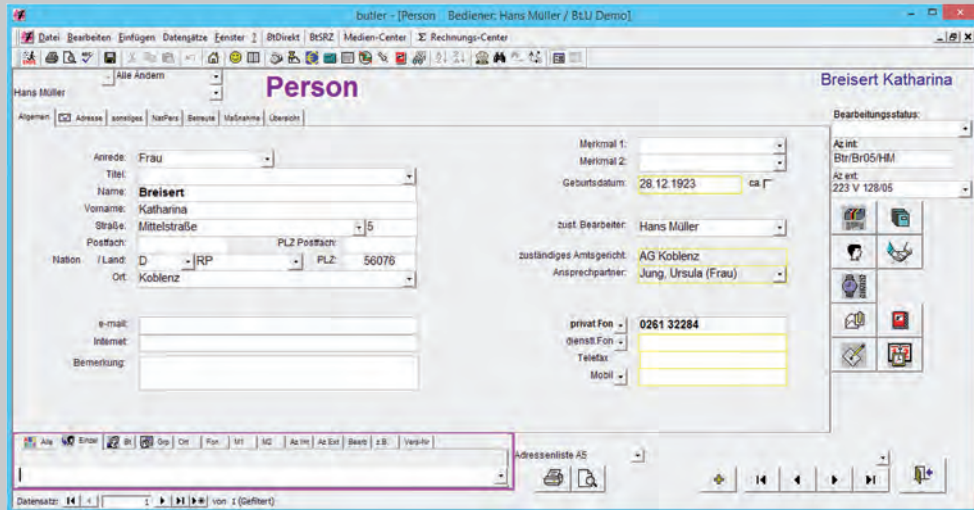 butler - [Person Bediener: Hans Müller / BtLU Demo]
Datei Bearbeiten Einfügen Datensätze Fenster ? BtDirekt BtSRZ Medien-Center Σ Rechnungs-Center
Alle Ändern
Hans Müller
Person
Breisert Katharina
Allgemein Adresse sonstiges NatPers Betreute Maßnahme Übersicht
Bearbeitungsstatus:
Anrede: Frau
Titel:
Name: Breisert
Vorname: Katharina
Straße: Mittelstraße 5
Postfach: PLZ Postfach:
Nation / Land: D RP PLZ: 56076
Ort: Koblenz
e-mail:
Internet:
Bemerkung:
Merkmal 1:
Merkmal 2:
Geburtsdatum: 28.12.1923 ca
zust. Bearbeiter: Hans Müller
zuständiges Amtsgericht: AG Koblenz
Ansprechpartner: Jung, Ursula (Frau)
privat Fon 0261 32284
dienstl.Fon
Telefax
Mobil
Az int:
Btr/Br05/HM
Az ext:
223 V 128/05
Alle Einzel Bt Grp Ort Fon M1 M2 Az Int Az Ext Bearb z.B. Vers-Nr
Adressenliste A5
Datensatz: 1 von 1 (Gefiltert)